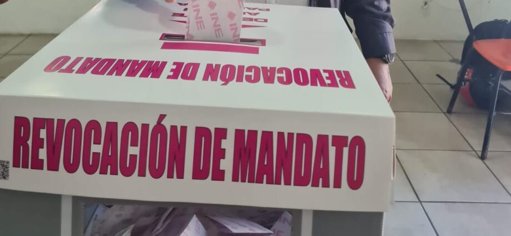 INE
REVOCACIÓN DE MANDATO
REVOCACIÓN DE MANDATO